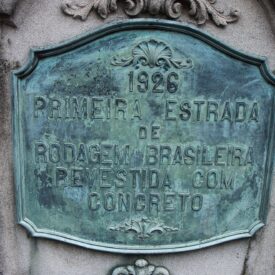 1926
PRIMEIRA ESTRADA
DE
RODAGEM BRASILEIRA
REVESTIDA COM
CONCRETO